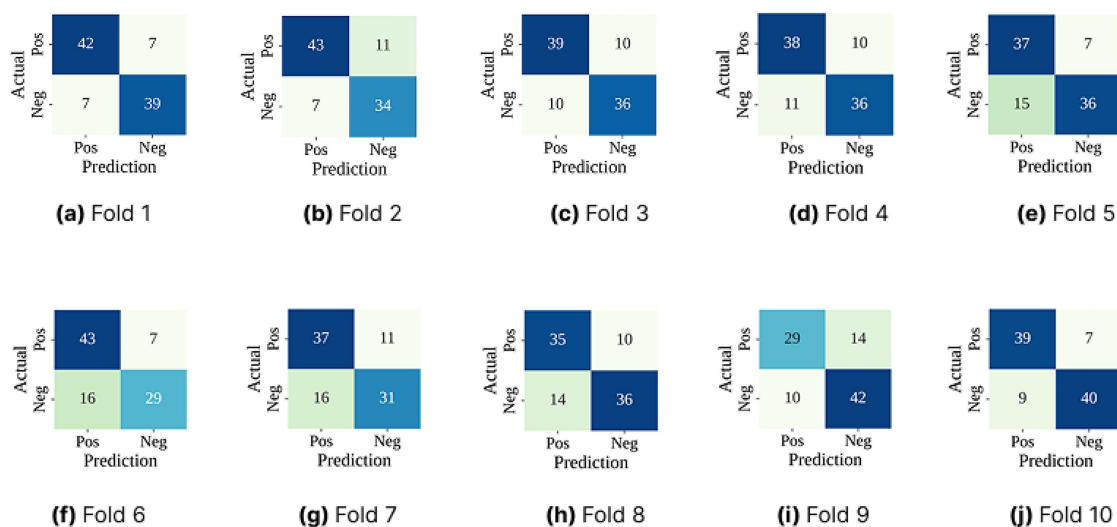 Actual
Pos
Neg
42 7
7 39
Pos Neg
Prediction
(a) Fold 1
Actual
Pos
Neg
43 11
7 34
Pos Neg
Prediction
(b) Fold 2
Actual
Pos
Neg
39 10
10 36
Pos Neg
Prediction
(c) Fold 3
Actual
Pos
Neg
38 10
11 36
Pos Neg
Prediction
(d) Fold 4
Actual
Pos
Neg
37 7
15 36
Pos Neg
Prediction
(e) Fold 5
Actual
Pos
Neg
43 7
16 29
Pos Neg
Prediction
(f) Fold 6
Actual
Pos
Neg
37 11
16 31
Pos Neg
Prediction
(g) Fold 7
Actual
Pos
Neg
35 10
14 36
Pos Neg
Prediction
(h) Fold 8
Actual
Pos
Neg
29 14
10 42
Pos Neg
Prediction
(i) Fold 9
Actual
Pos
Neg
39 7
9 40
Pos Neg
Prediction
(j) Fold 10